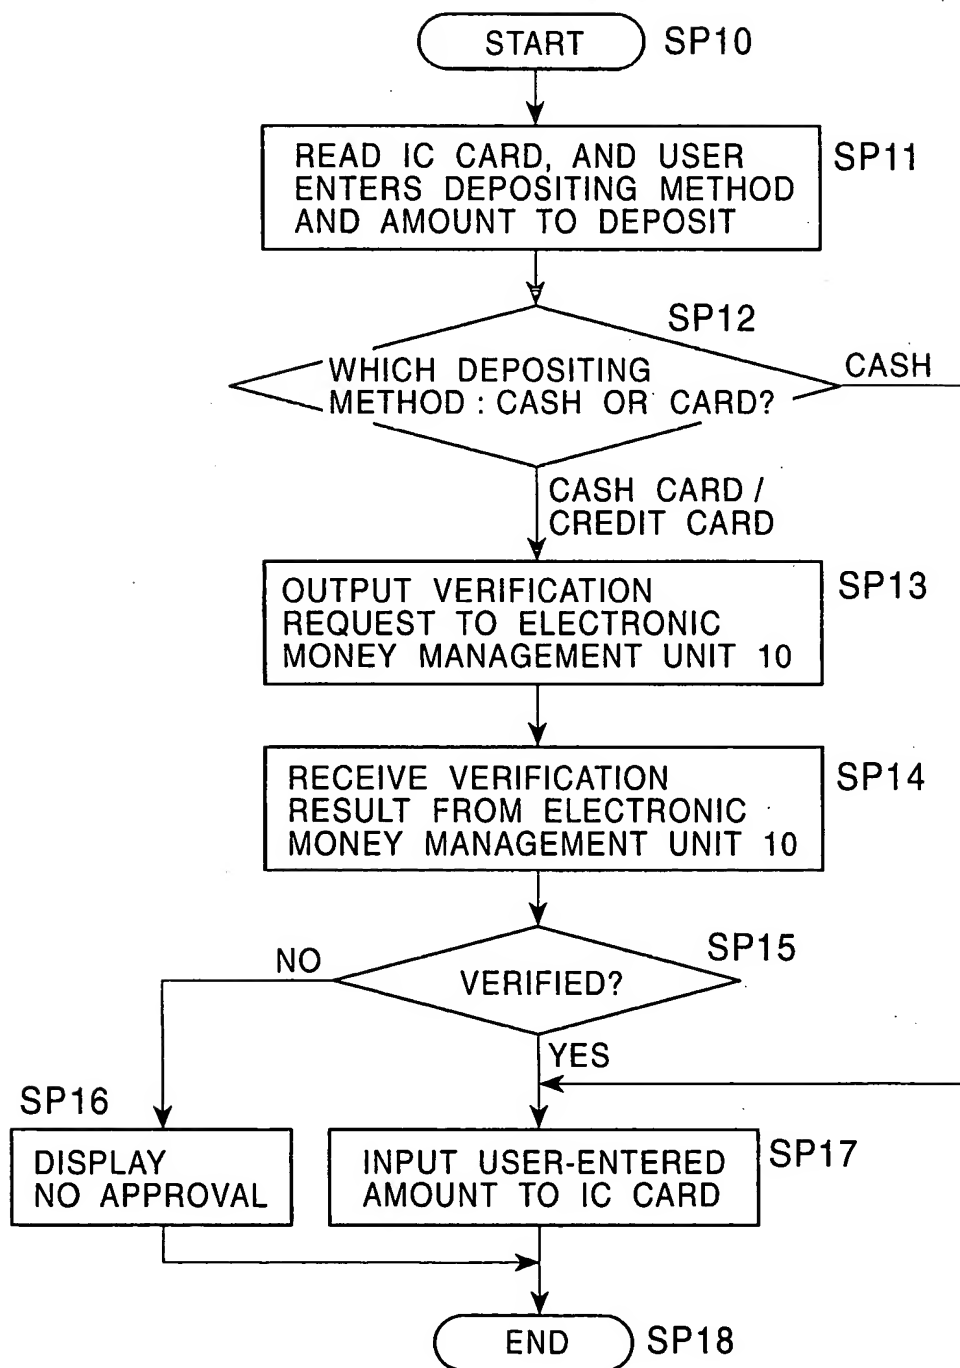 START SP10
READ IC CARD, AND USER
ENTERS DEPOSITING METHOD
AND AMOUNT TO DEPOSIT
SP11
SP12
WHICH DEPOSITING
METHOD : CASH OR CARD?
CASH
CASH CARD /
CREDIT CARD
OUTPUT VERIFICATION
REQUEST TO ELECTRONIC
MONEY MANAGEMENT UNIT 10
SP13
RECEIVE VERIFICATION
RESULT FROM ELECTRONIC
MONEY MANAGEMENT UNIT 10
SP14
SP15
VERIFIED?
NO
YES
SP16
DISPLAY
NO APPROVAL
INPUT USER-ENTERED
AMOUNT TO IC CARD
SP17
END SP18